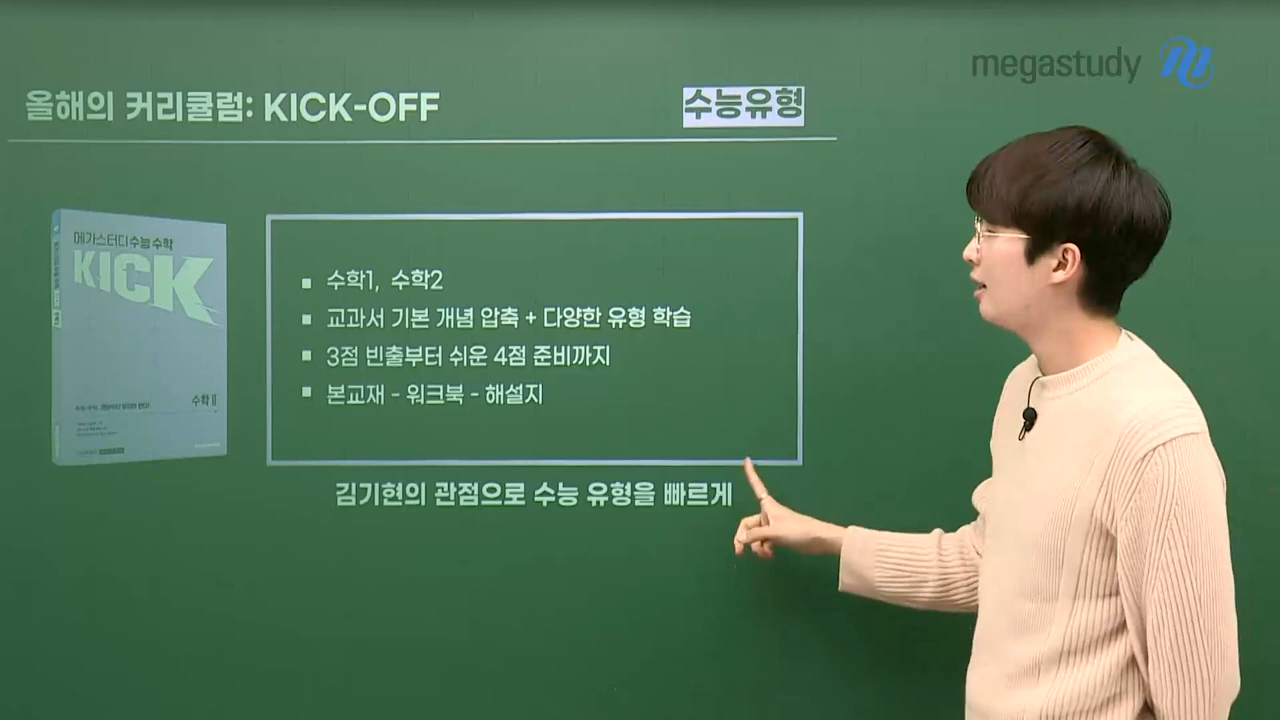 megastudy
올해의 커리큘럼: KICK-OFF
수능유형
메가스터디 수능 수학
KICK
수학 II
수학1, 수학2
교과서 기본 개념 압축 + 다양한 유형 학습
3점 빈출부터 쉬운 4점 준비까지
본교재 - 워크북 - 해설지
김기현의 관점으로 수능 유형을 빠르게